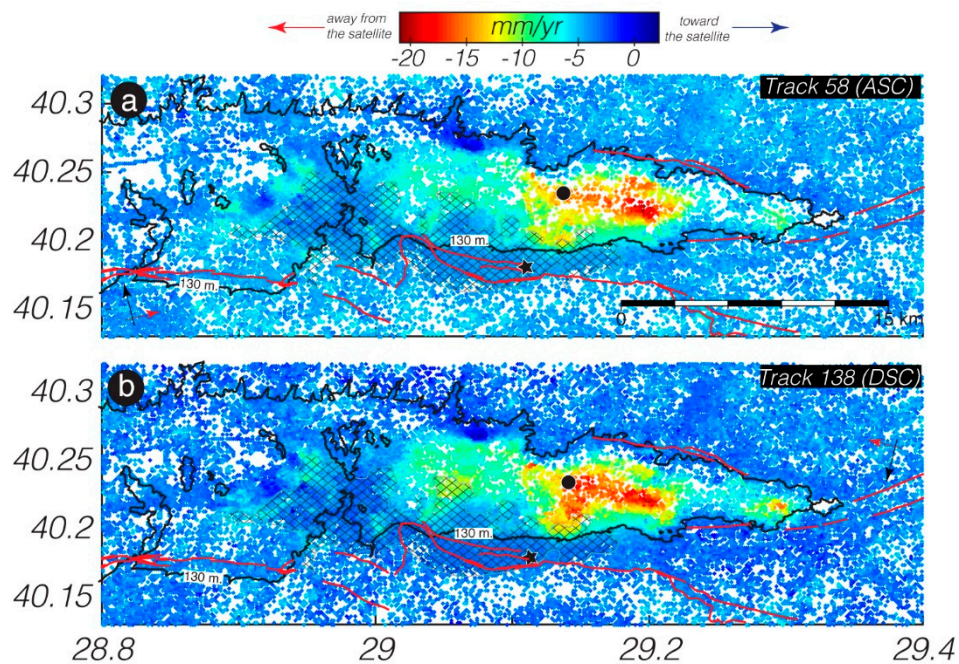 away from
the satellite
mm/yr
toward
the satellite
-20 -15 -10 -5 0
a
Track 58 (ASC)
40.3
40.25
40.2
40.15
130 m.
130 m.
0 15 km
b
Track 138 (DSC)
40.3
40.25
40.2
40.15
130 m.
130 m.
28.8 29 29.2 29.4